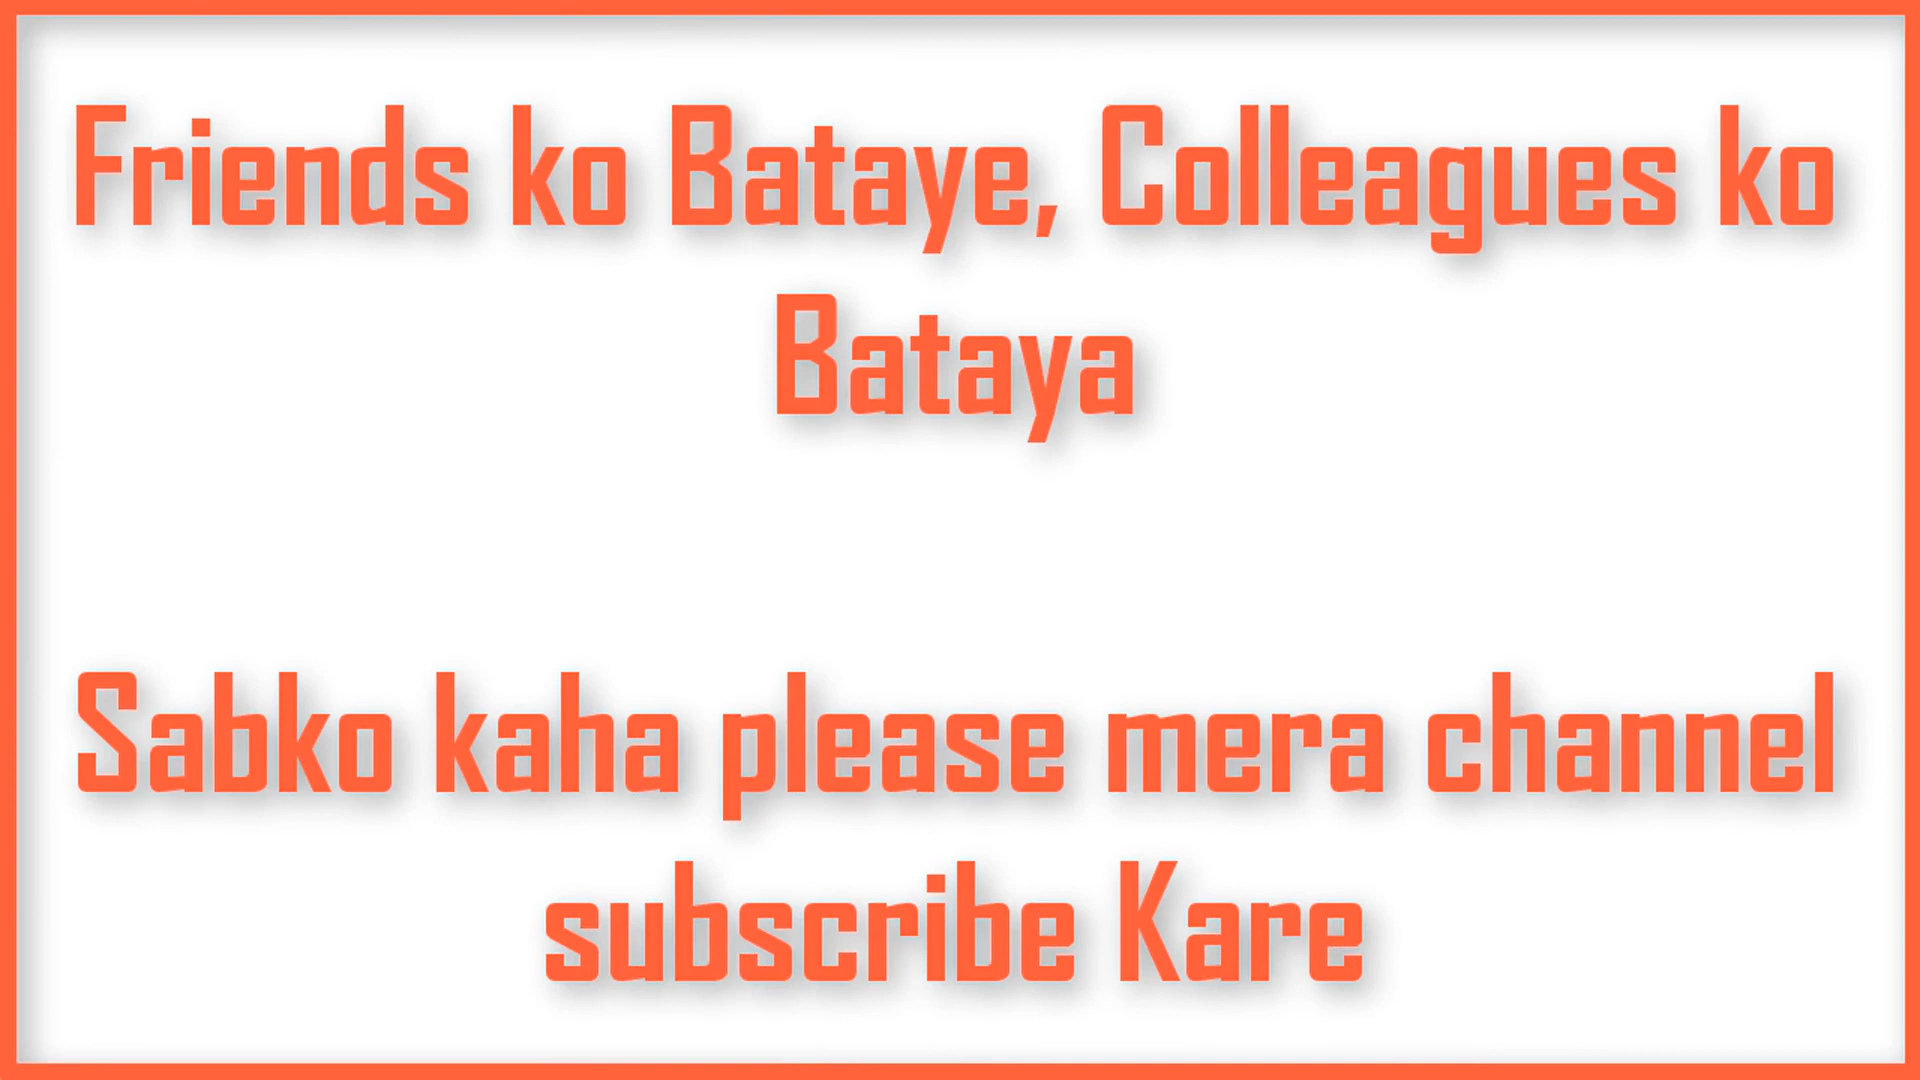 Friends ko Bataye, Colleagues ko
Bataya
Sabko kaha please mera channel
subscribe Kare